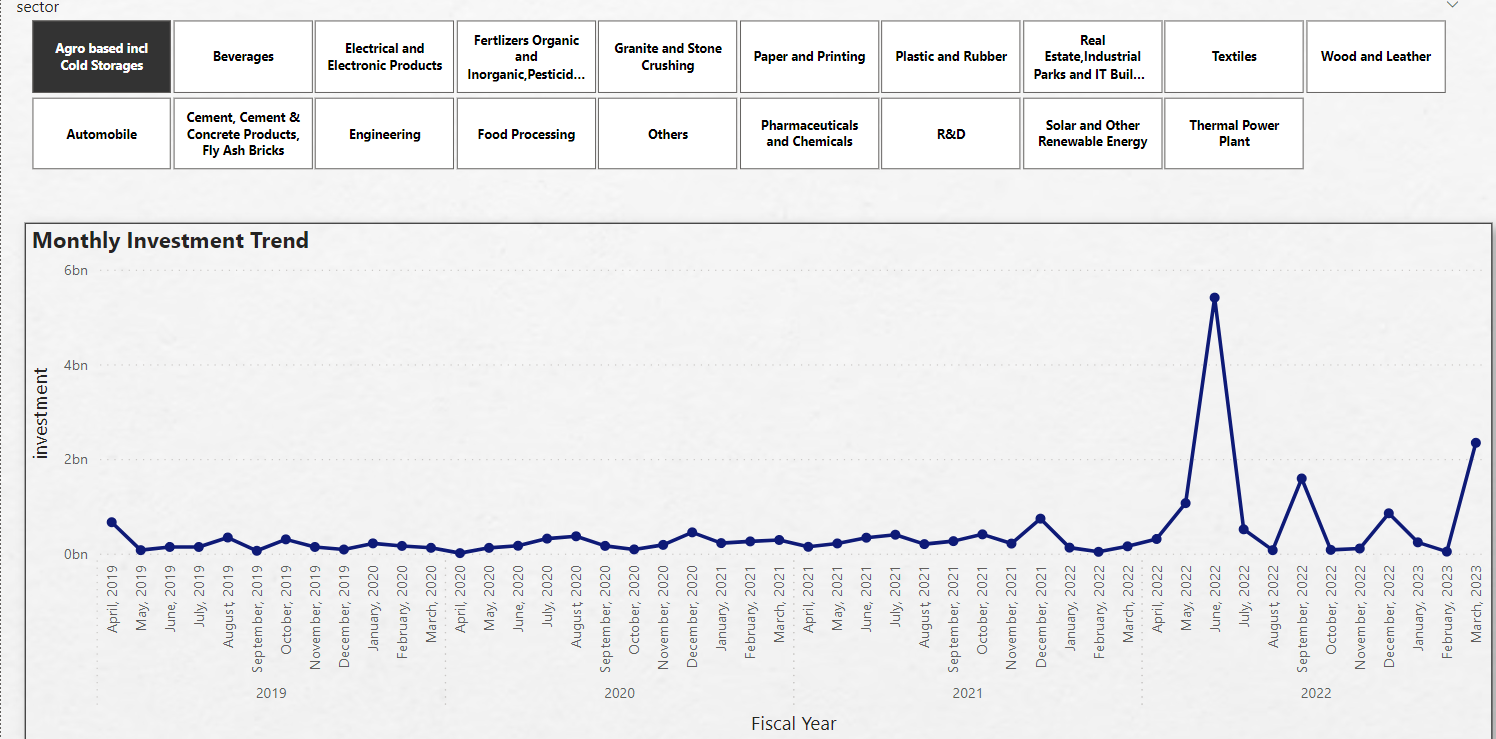 sector
Agro based incl
Cold Storages
Beverages
Electrical and
Electronic Products
Fertlizers Organic
and
Inorganic,Pesticid...
Granite and Stone
Crushing
Paper and Printing
Plastic and Rubber
Real
Estate,Industrial
Parks and IT Buil...
Textiles
Wood and Leather
Automobile
Cement, Cement &
Concrete Products,
Fly Ash Bricks
Engineering
Food Processing
Others
Pharmaceuticals
and Chemicals
R&D
Solar and Other
Renewable Energy
Thermal Power
Plant
Monthly Investment Trend
6bn
4bn
2bn
0bn
investment
April, 2019
May, 2019
June, 2019
July, 2019
August, 2019
September, 2019
October, 2019
November, 2019
December, 2019
January, 2020
February, 2020
March, 2020
April, 2020
May, 2020
June, 2020
July, 2020
August, 2020
September, 2020
October, 2020
November, 2020
December, 2020
January, 2021
February, 2021
March, 2021
April, 2021
May, 2021
June, 2021
July, 2021
August, 2021
September, 2021
October, 2021
November, 2021
December, 2021
January, 2022
February, 2022
March, 2022
April, 2022
May, 2022
June, 2022
July, 2022
August, 2022
September, 2022
October, 2022
November, 2022
December, 2022
January, 2023
February, 2023
March, 2023
2019
2020
2021
2022
Fiscal Year